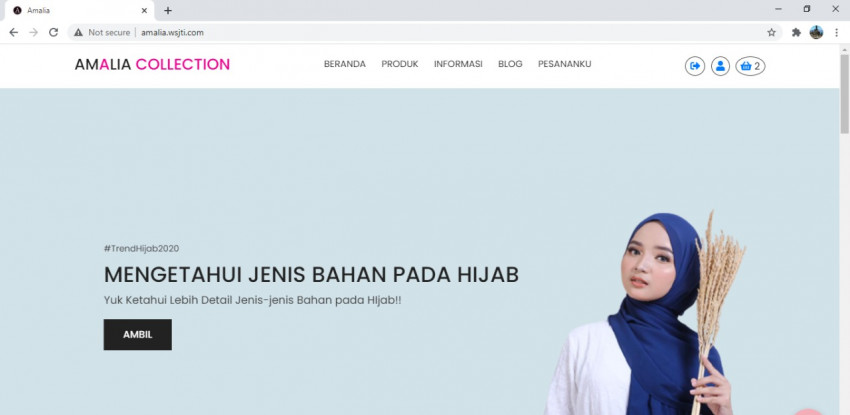 Amalia
Not secure | amalia.wsjti.com
AMALIA COLLECTION
BERANDA PRODUK INFORMASI BLOG PESANANKU
2
#TrendHijab2020
MENGETAHUI JENIS BAHAN PADA HIJAB
Yuk Ketahui Lebih Detail Jenis-jenis Bahan pada HIjab!!
AMBIL